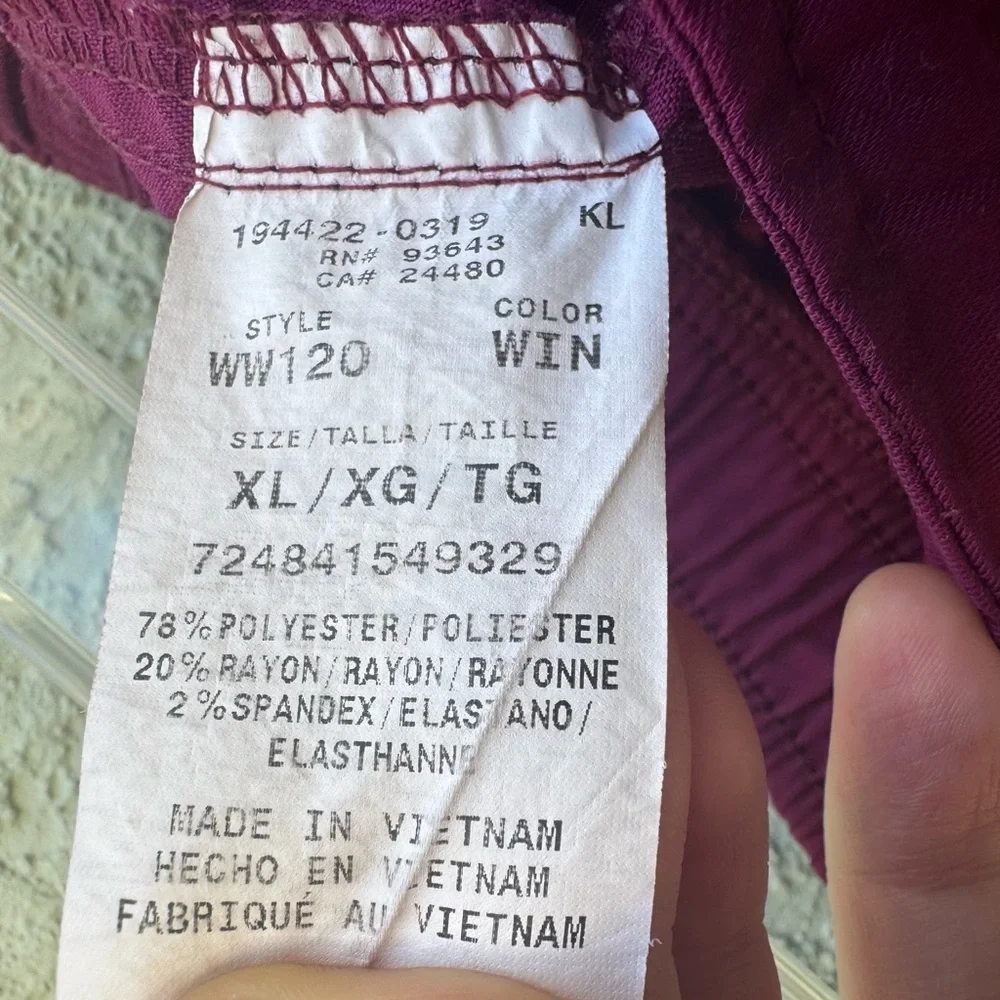 194422-0319 KL
RN# 93643
CA# 24480
STYLE COLOR
WW120 WIN
SIZE/TALLA/TAILLE
XL/XG/TG
724841549329
78%POLYESTER/POLIESTER
20%RAYON/RAYON/RAYONNE
2%SPANDEX/ELASTANO/
ELASTHANNE
MADE IN VIETNAM
HECHO EN VIETNAM
FABRIQUÉ AU VIETNAM